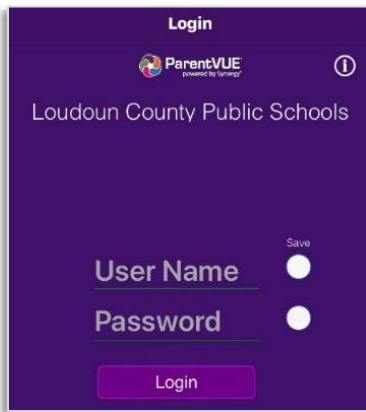 Login
ParentVUE
powered by Synergy
Loudoun County Public Schools
Save
User Name
Password
Login